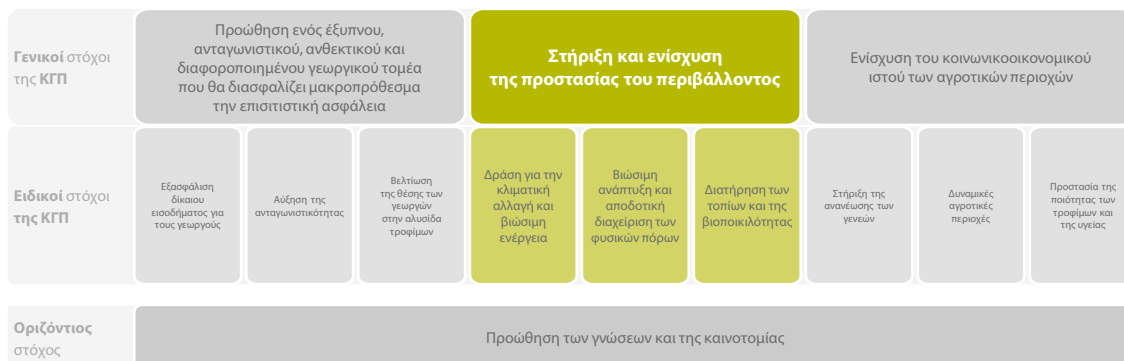 Γενικοί στόχοι
της ΚΓΠ
Προώθηση ενός έξυπνου,
ανταγωνιστικού, ανθεκτικού και
διαφοροποιημένου γεωργικού τομέα
που θα διασφαλίζει μακροπρόθεσμα
την επισιτιστική ασφάλεια
Στήριξη και ενίσχυση
της προστασίας του περιβάλλοντος
Ενίσχυση του κοινωνικοοικονομικού
ιστού των αγροτικών περιοχών
Ειδικοί στόχοι
της ΚΓΠ
Εξασφάλιση
δίκαιου
εισοδήματος για
τους γεωργούς
Αύξηση της
ανταγωνιστικότητας
Βελτίωση
της θέσης των
γεωργών
στην αλυσίδα
τροφίμων
Δράση για την
κλιματική
αλλαγή και
βιώσιμη
ενέργεια
Βιώσιμη
ανάπτυξη και
αποδοτική
διαχείριση των
φυσικών πόρων
Διατήρηση των
τοπίων και της
βιοποικιλότητας
Στήριξη της
ανανέωσης των
γενεών
Δυναμικές
αγροτικές
περιοχές
Προστασία της
ποιότητας των
τροφίμων και
της υγείας
Οριζόντιος
στόχος
Προώθηση των γνώσεων και της καινοτομίας